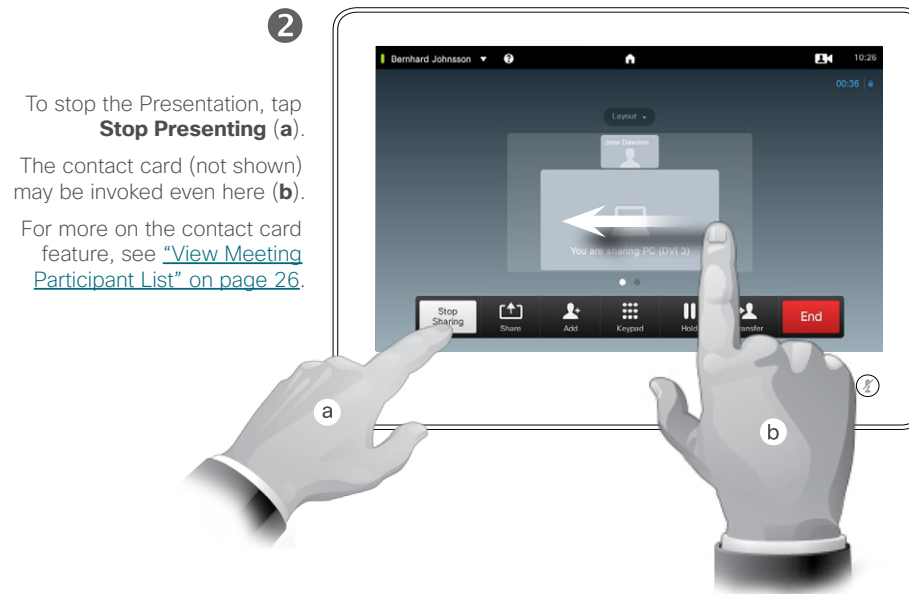 2
To stop the Presentation, tap
Stop Presenting (a).
The contact card (not shown)
may be invoked even here (b).
For more on the contact card
feature, see "View Meeting
Participant List" on page 26.
Bernhard Johnsson
?
10:26
00:36
Layout
Jane Dawson
You are sharing PC (DVI 3)
Stop
Sharing
Share
Add
Keypad
Hold
ansfer
End
a
b